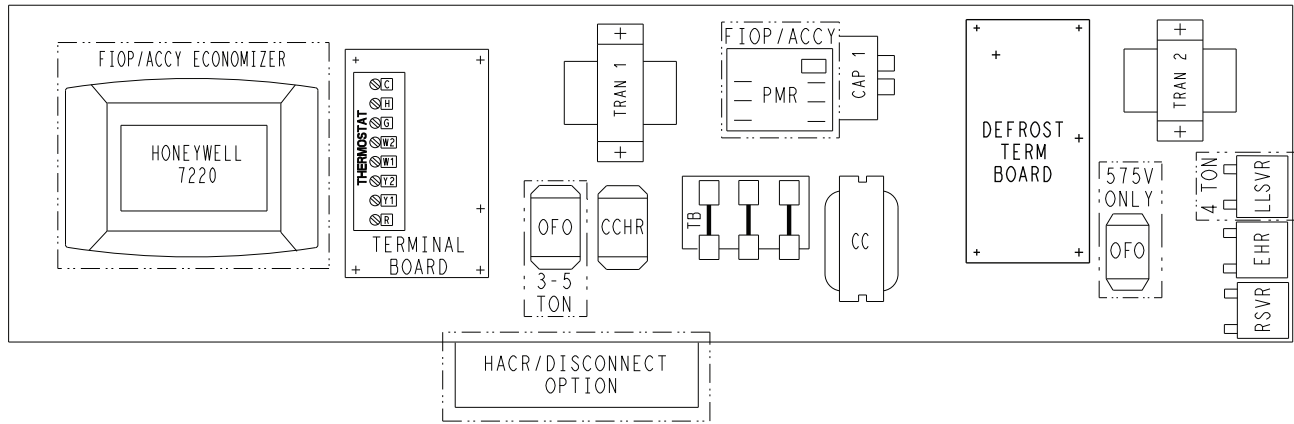 FIOP/ACCY ECONOMIZER
HONEYWELL
7220
THERMOSTAT
C
H
G
W2
W1
Y2
Y1
R
TERMINAL
BOARD
TRAN 1
OFO
3-5
TON
CCHR
FIOP/ACCY
PMR
CAP 1
TB
CC
DEFROST
TERM
BOARD
TRAN 2
575V
ONLY
OFO
4 TON
LLSVR
EHR
RSVR
HACR/DISCONNECT
OPTION